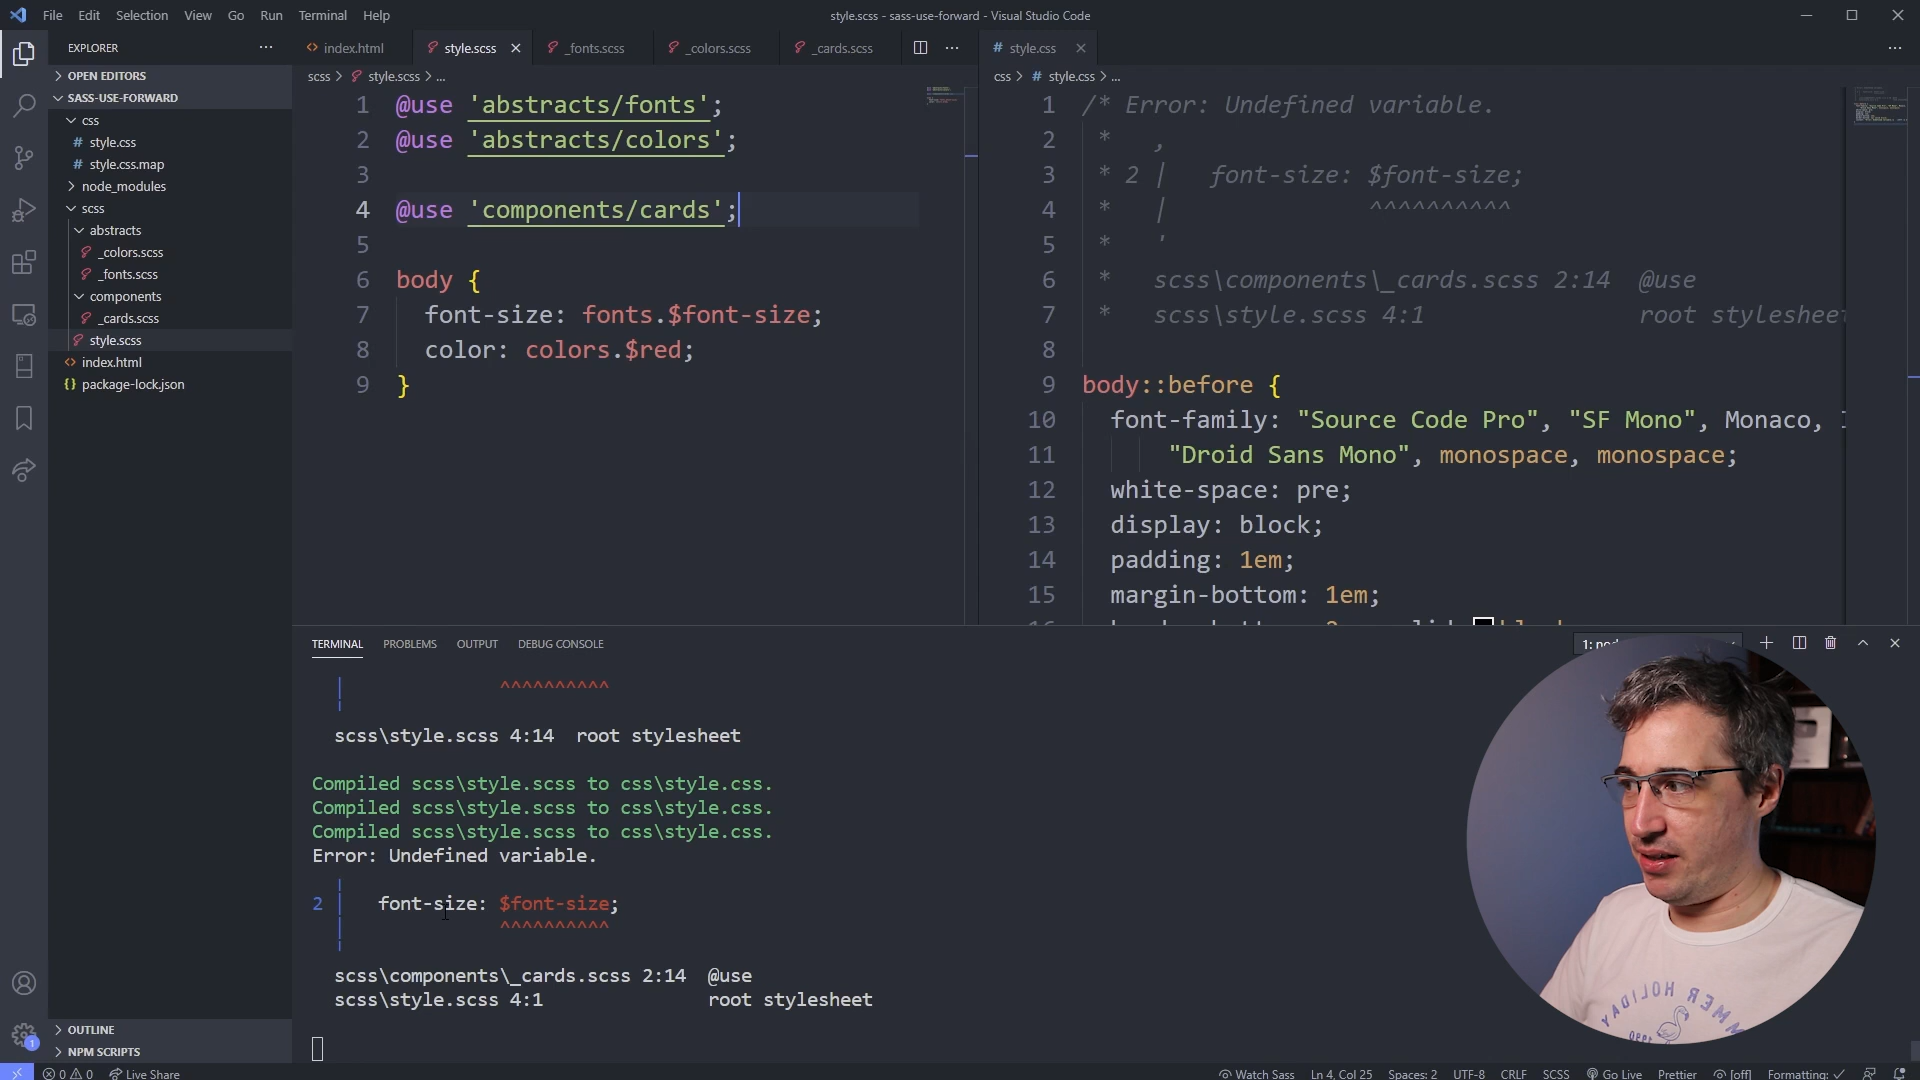 File Edit Selection View Go Run Terminal Help
style.scss - sass-use-forward - Visual Studio Code
EXPLORER
OPEN EDITORS
SASS-USE-FORWARD
css
# style.css
# style.css.map
node_modules
scss
abstracts
_colors.scss
_fonts.scss
components
_cards.scss
style.scss
<> index.html
{} package-lock.json
OUTLINE
NPM SCRIPTS
<> index.html style.scss _fonts.scss _colors.scss _cards.scss
scss > style.scss > ...
1 @use 'abstracts/fonts';
2 @use 'abstracts/colors';
3
4 @use 'components/cards';
5
6 body {
7 font-size: fonts.$font-size;
8 color: colors.$red;
9 }
# style.css
css > # style.css > ...
1 /* Error: Undefined variable.
2 * ,
3 * 2 | font-size: $font-size;
4 * | ^^^^^^^^^^
5 * '
6 * scss\components\_cards.scss 2:14 @use
7 * scss\style.scss 4:1 root stylesheet
8
9 body::before {
10 font-family: "Source Code Pro", "SF Mono", Monaco,
11 "Droid Sans Mono", monospace, monospace;
12 white-space: pre;
13 display: block;
14 padding: 1em;
15 margin-bottom: 1em;
TERMINAL PROBLEMS OUTPUT DEBUG CONSOLE
^^^^^^^^^^
scss\style.scss 4:14 root stylesheet
Compiled scss\style.scss to css\style.css.
Compiled scss\style.scss to css\style.css.
Compiled scss\style.scss to css\style.css.
Error: Undefined variable.
2 | font-size: $font-size;
^^^^^^^^^^
scss\components\_cards.scss 2:14 @use
scss\style.scss 4:1 root stylesheet
1
0 0 Live Share
Watch Sass Ln 4, Col 25 Spaces: 2 UTF-8 CRLF SCSS Go Live Prettier [off] Formatting: ✓